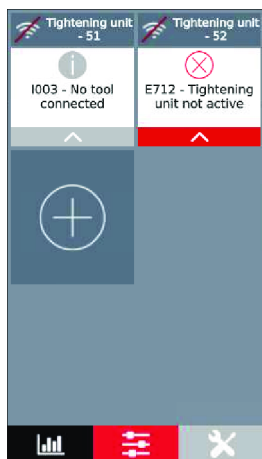 Tightening unit
- 51
I003 - No tool
connected
Tightening unit
- 52
E712 - Tightening
unit not active